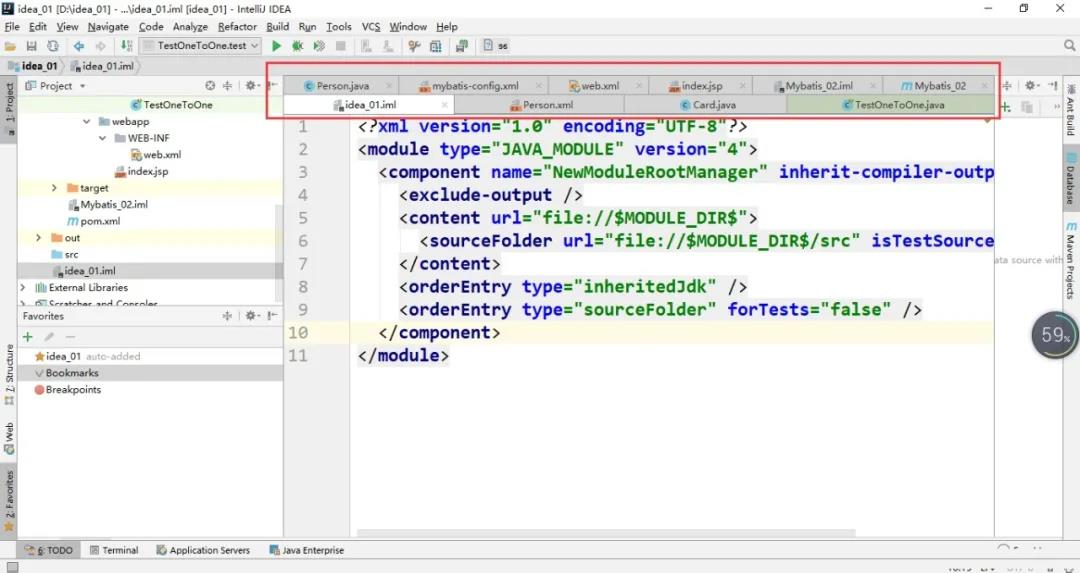 idea_01 [D:\idea_01] - ...\idea_01.iml [idea_01] - IntelliJ IDEA
File Edit View Navigate Code Analyze Refactor Build Run Tools VCS Window Help
TestOneToOne.test
idea_01 idea_01.iml
1: Project
Project
TestOneToOne
webapp
WEB-INF
web.xml
index.jsp
target
Mybatis_02.iml
pom.xml
out
src
idea_01.iml
External Libraries
Scratches and Consoles
Favorites
idea_01 auto-added
Bookmarks
Breakpoints
7: Structure
Web
2: Favorites
Person.java mybatis-config.xml web.xml index.jsp Mybatis_02.iml Mybatis_02
idea_01.iml Person.xml Card.java TestOneToOne.java
1 <?xml version="1.0" encoding="UTF-8"?>
2 <module type="JAVA_MODULE" version="4">
3 <component name="NewModuleRootManager" inherit-compiler-outp
4 <exclude-output />
5 <content url="file://$MODULE_DIR$">
6 <sourceFolder url="file://$MODULE_DIR$/src" isTestSource
7 </content>
8 <orderEntry type="inheritedJdk" />
9 <orderEntry type="sourceFolder" forTests="false" />
10 </component>
11 </module>
ata source with
Ant Build
Database
Maven Projects
59%
6: TODO Terminal Application Servers Java Enterprise